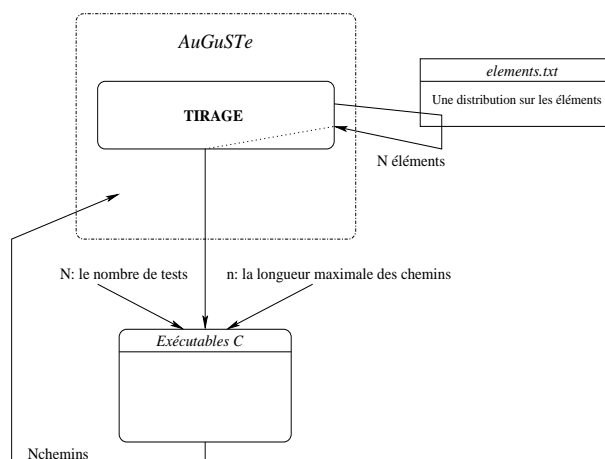 AuGuSTe
elements.txt
Une distribution sur les éléments
TIRAGE
N éléments
N: le nombre de tests
n: la longueur maximale des chemins
Exécutables C
Nchemins